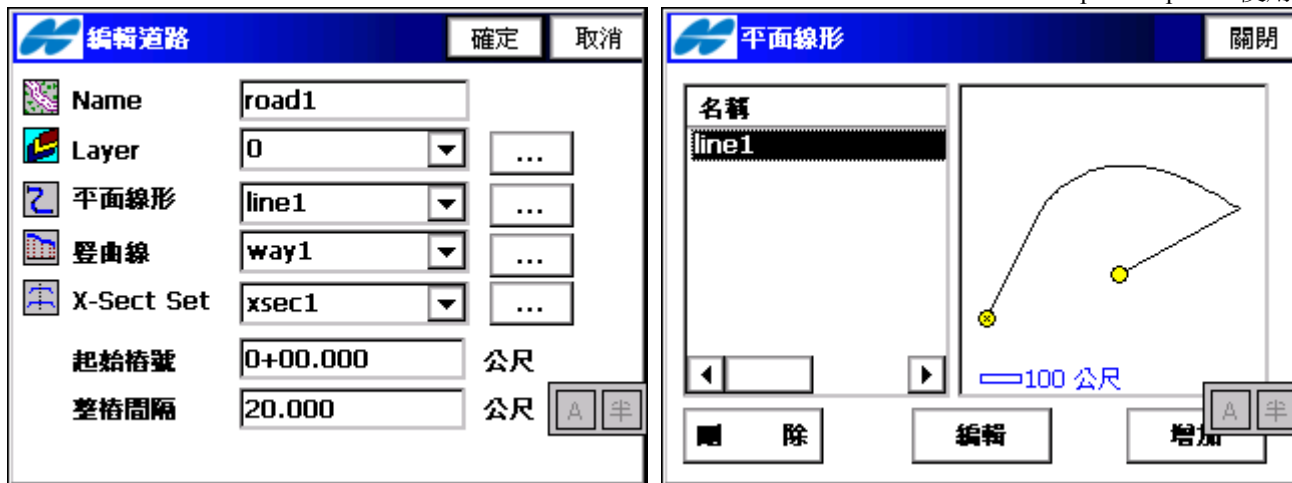 編輯道路
確定
取消
Name
road1
Layer
0
...
平面線形
line1
...
豎曲線
way1
...
X-Sect Set
xsec1
...
起始樁號
0+00.000
公尺
整樁間隔
20.000
公尺
A
半
平面線形
關閉
名稱
line1
100 公尺
刪 除
編輯
增加
A
半